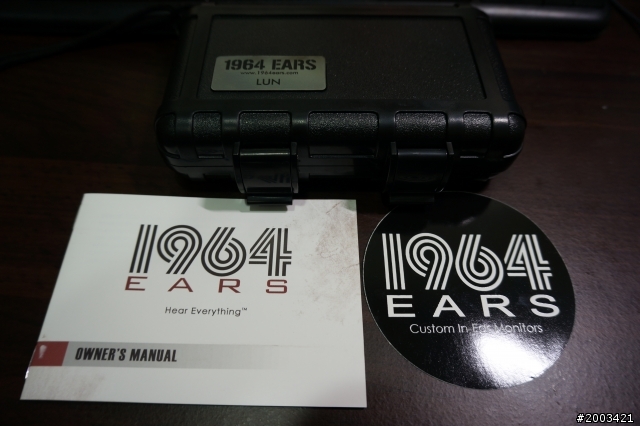 1964 EARS
www.1964ears.com
LUN
1964
EARS
Hear Everything™
OWNER'S MANUAL
1964
EARS
Custom In-Ear Monitors
#2003421